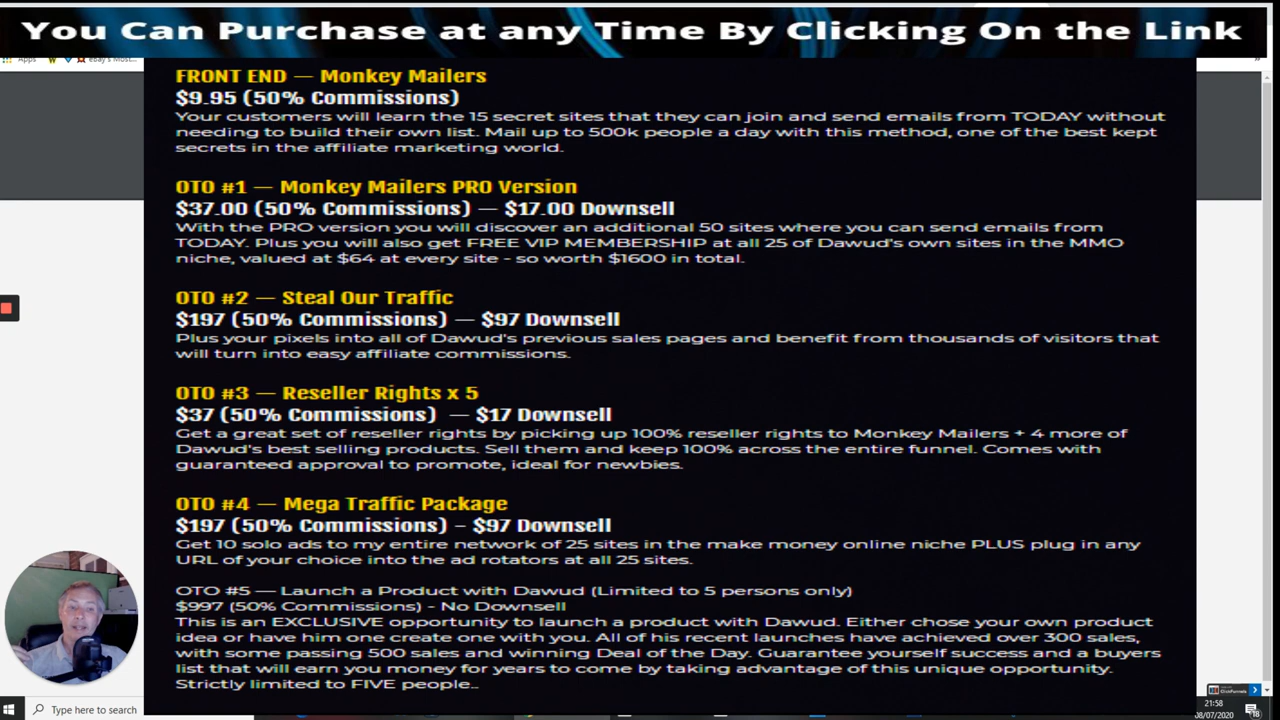 You Can Purchase at any Time By Clicking On the Link
Apps
eBay's Most...
FRONT END — Monkey Mailers
$9.95 (50% Commissions)
Your customers will learn the 15 secret sites that they can join and send emails from TODAY without
needing to build their own list. Mail up to 500k people a day with this method, one of the best kept
secrets in the affiliate marketing world.
OTO #1 — Monkey Mailers PRO Version
$37.00 (50% Commissions) — $17.00 Downsell
With the PRO version you will discover an additional 50 sites where you can send emails from
TODAY. Plus you will also get FREE VIP MEMBERSHIP at all 25 of Dawud's own sites in the MMO
niche, valued at $64 at every site - so worth $1600 in total.
OTO #2 — Steal Our Traffic
$197 (50% Commissions) — $97 Downsell
Plus your pixels into all of Dawud's previous sales pages and benefit from thousands of visitors that
will turn into easy affiliate commissions.
OTO #3 — Reseller Rights x 5
$37 (50% Commissions) — $17 Downsell
Get a great set of reseller rights by picking up 100% reseller rights to Monkey Mailers + 4 more of
Dawud's best selling products. Sell them and keep 100% across the entire funnel. Comes with
guaranteed approval to promote, ideal for newbies.
OTO #4 — Mega Traffic Package
$197 (50% Commissions) – $97 Downsell
Get 10 solo ads to my entire network of 25 sites in the make money online niche PLUS plug in any
URL of your choice into the ad rotators at all 25 sites.
OTO #5 — Launch a Product with Dawud (Limited to 5 persons only)
$997 (50% Commissions) - No Downsell
This is an EXCLUSIVE opportunity to launch a product with Dawud. Either chose your own product
idea or have him one create one with you. All of his recent launches have achieved over 300 sales,
with some passing 500 sales and winning Deal of the Day. Guarantee yourself success and a buyers
list that will earn you money for years to come by taking advantage of this unique opportunity.
Strictly limited to FIVE people..
ClickFunnels
Type here to search
21:58
08/07/2020
18